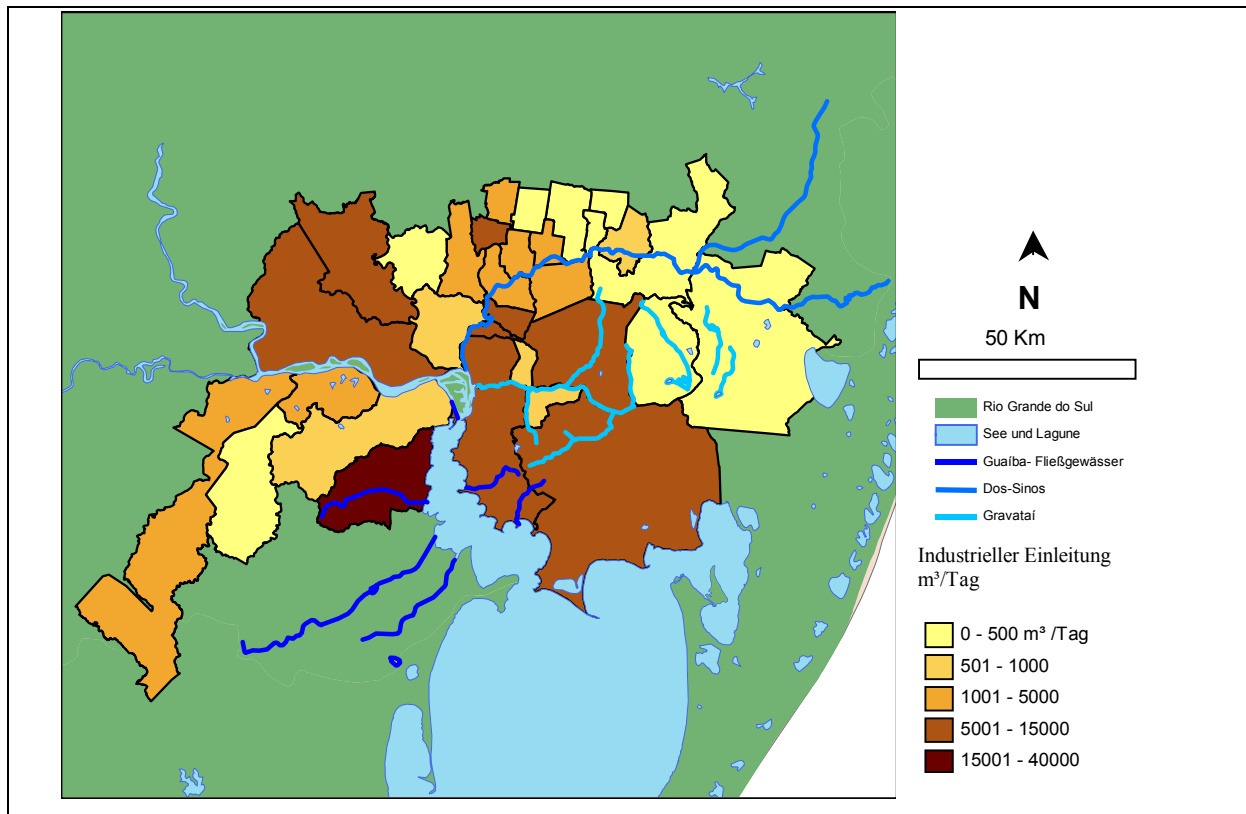 N
50 Km
Rio Grande do Sul
See und Lagune
Guaíba- Fließgewässer
Dos-Sinos
Gravataí
Industrieller Einleitung
m³/Tag
0 - 500 m³ /Tag
501 - 1000
1001 - 5000
5001 - 15000
15001 - 40000